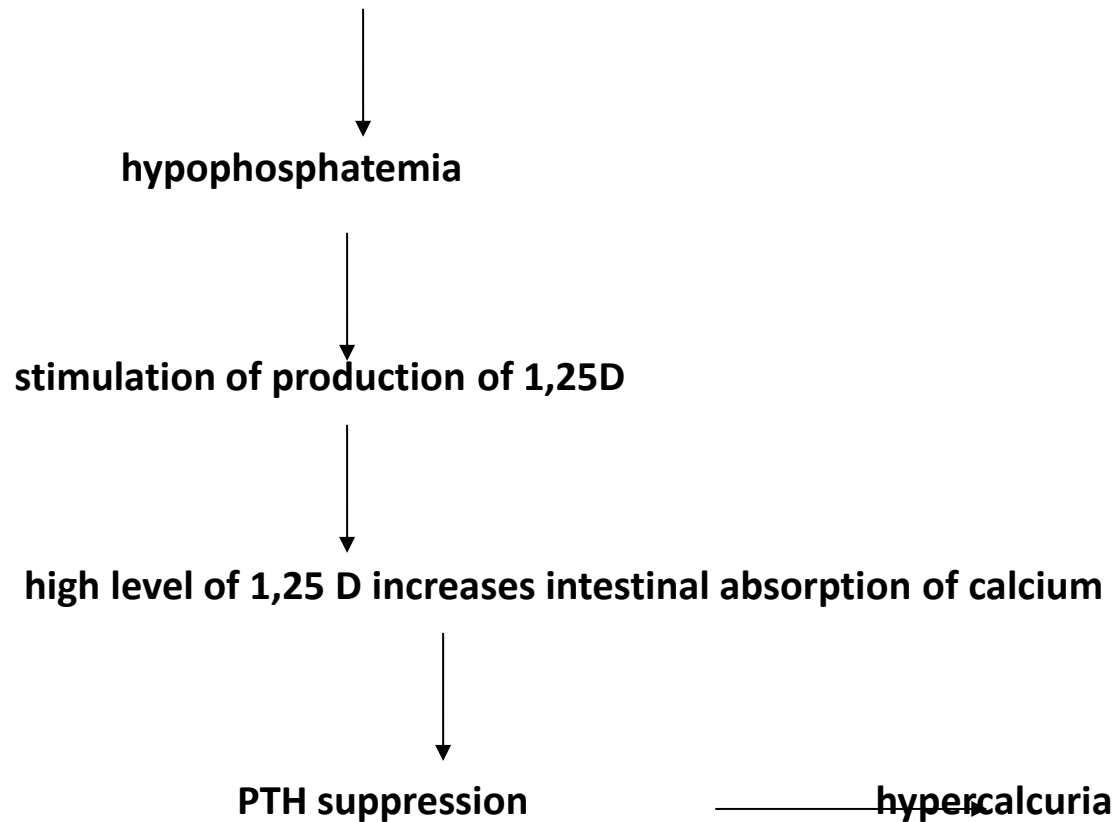 hypophosphatemia
stimulation of production of 1,25D
high level of 1,25 D increases intestinal absorption of calcium
PTH suppression hypercalcuria